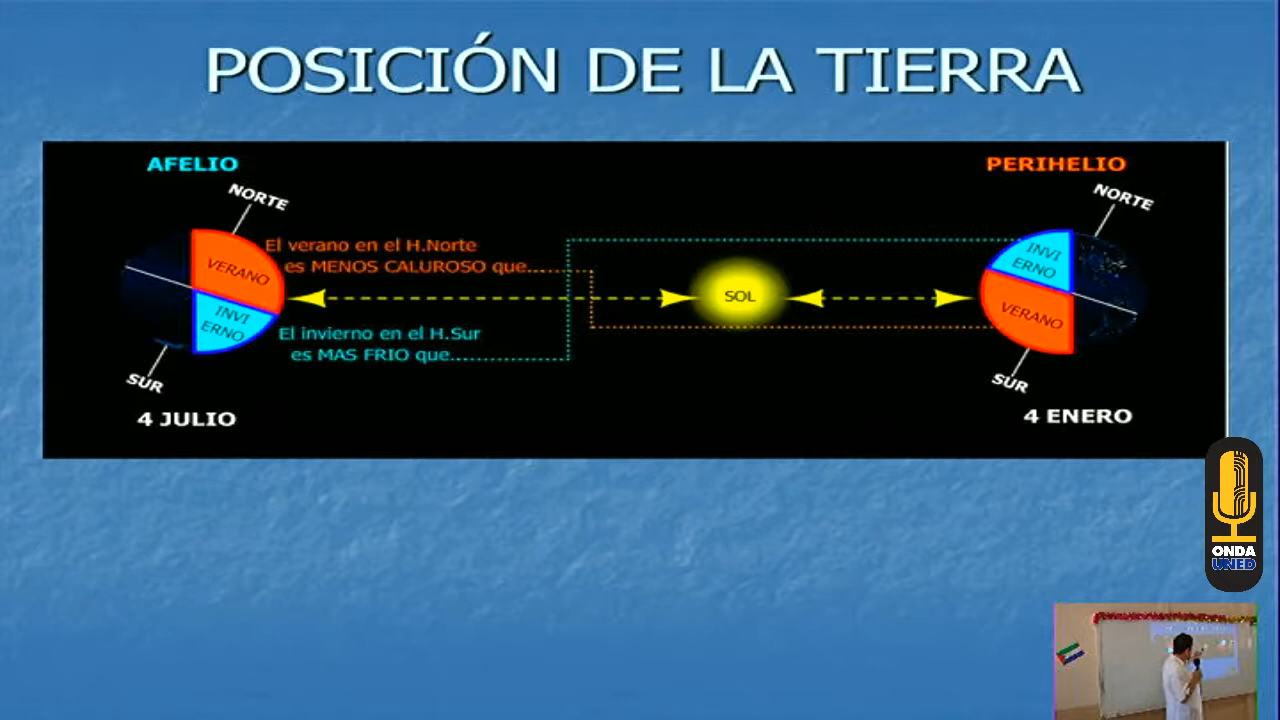 POSICIÓN DE LA TIERRA
AFELIO
PERIHELIO
NORTE
NORTE
El verano en el H.Norte
es MENOS CALUROSO que...
VERANO
INVI
ERNO
SOL
INVI
ERNO
VERANO
El invierno en el H.Sur
es MAS FRIO que...
SUR
SUR
4 JULIO
4 ENERO
ONDA
UNED